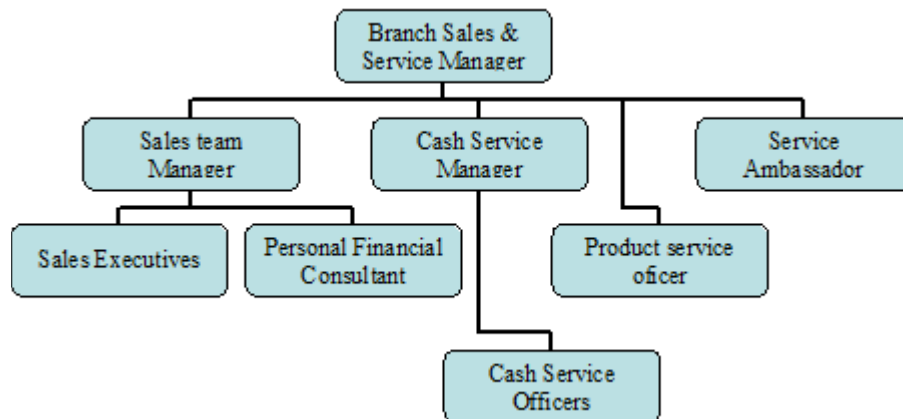 Branch Sales &
Service Manager
Sales team
Manager
Cash Service
Manager
Service
Ambassador
Sales Executives
Personal Financial
Consultant
Product service
oficer
Cash Service
Officers